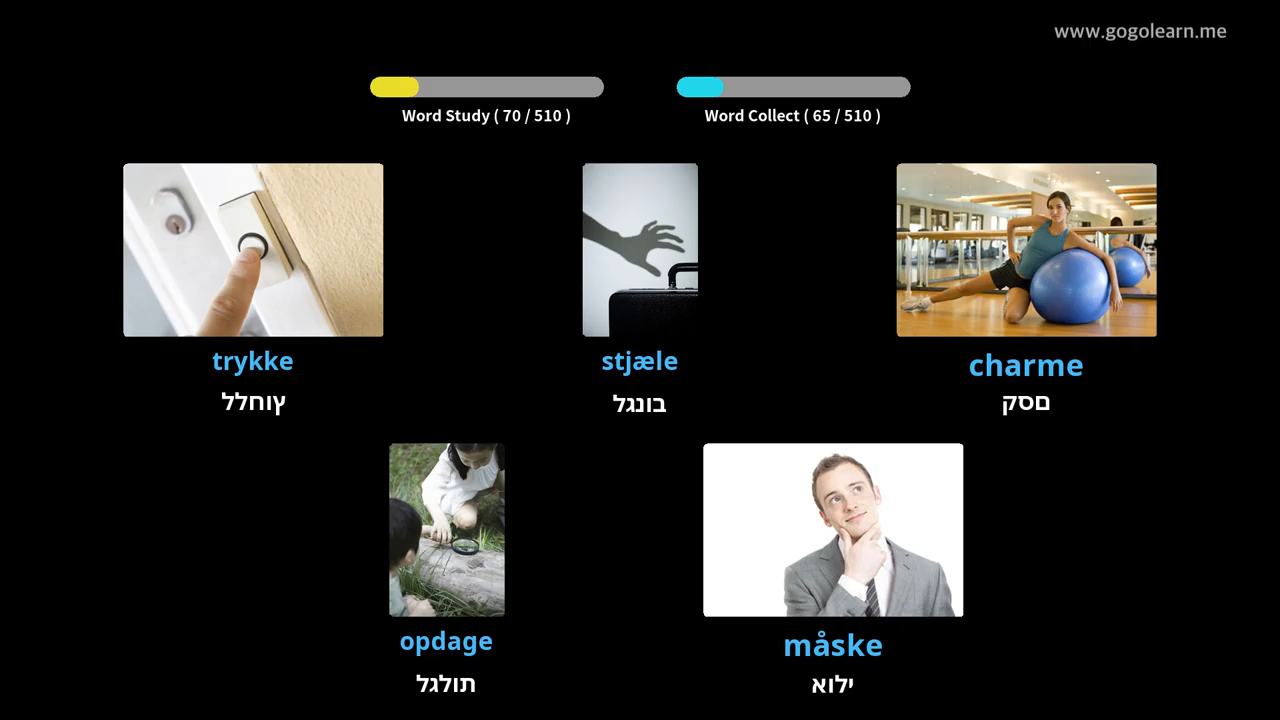 www.gogolearn.me
Word Study ( 70 / 510 )
Word Collect ( 65 / 510 )
trykke
ץוחלל
stjæle
בונגל
charme
םסק
opdage
תולגל
måske
ילוא